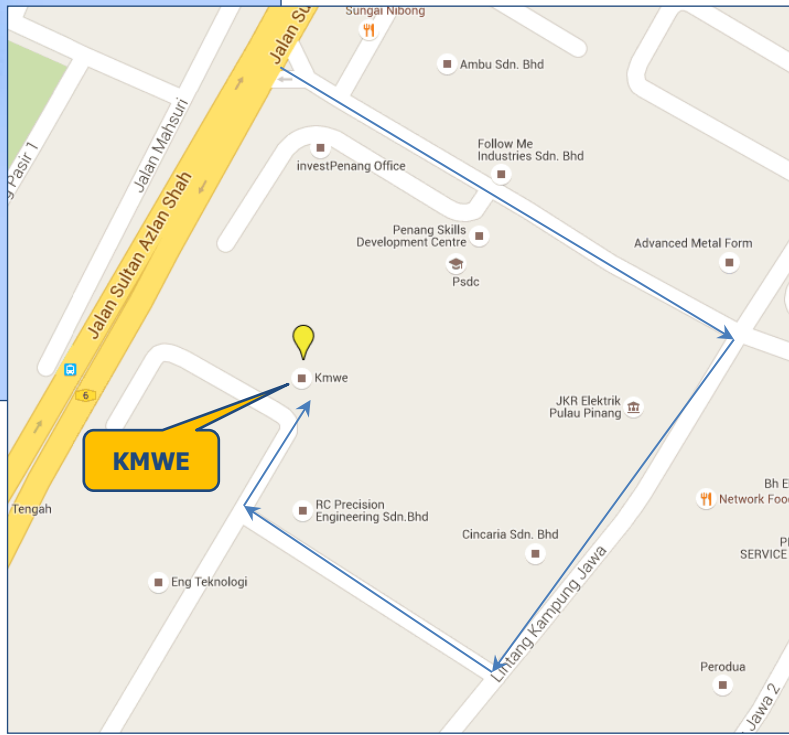 Sungai Nibong
Jalan Su
Ambu Sdn. Bhd
Jalan Mahsuri
g Pasir 1
investPenang Office
Follow Me
Industries Sdn. Bhd
Jalan Sultan Azlan Shah
Penang Skills
Development Centre
Psdc
Advanced Metal Form
6
Kmwe
JKR Elektrik
Pulau Pinang
KMWE
Tengah
RC Precision
Engineering Sdn.Bhd
Cincaria Sdn. Bhd
Bh E
Network Foo
SERVICE
Eng Teknologi
Lintang Kampung Jawa
Perodua
Jawa 2